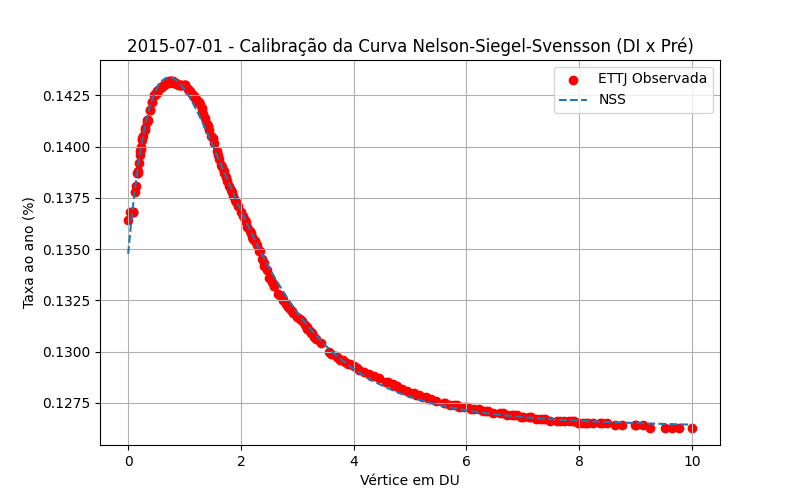 2015-07-01 - Calibração da Curva Nelson-Siegel-Svensson (DI x Pré)
ETTJ Observada
NSS
Taxa ao ano (%)
0.1425
0.1400
0.1375
0.1350
0.1325
0.1300
0.1275
0
2
4
6
8
10
Vértice em DU